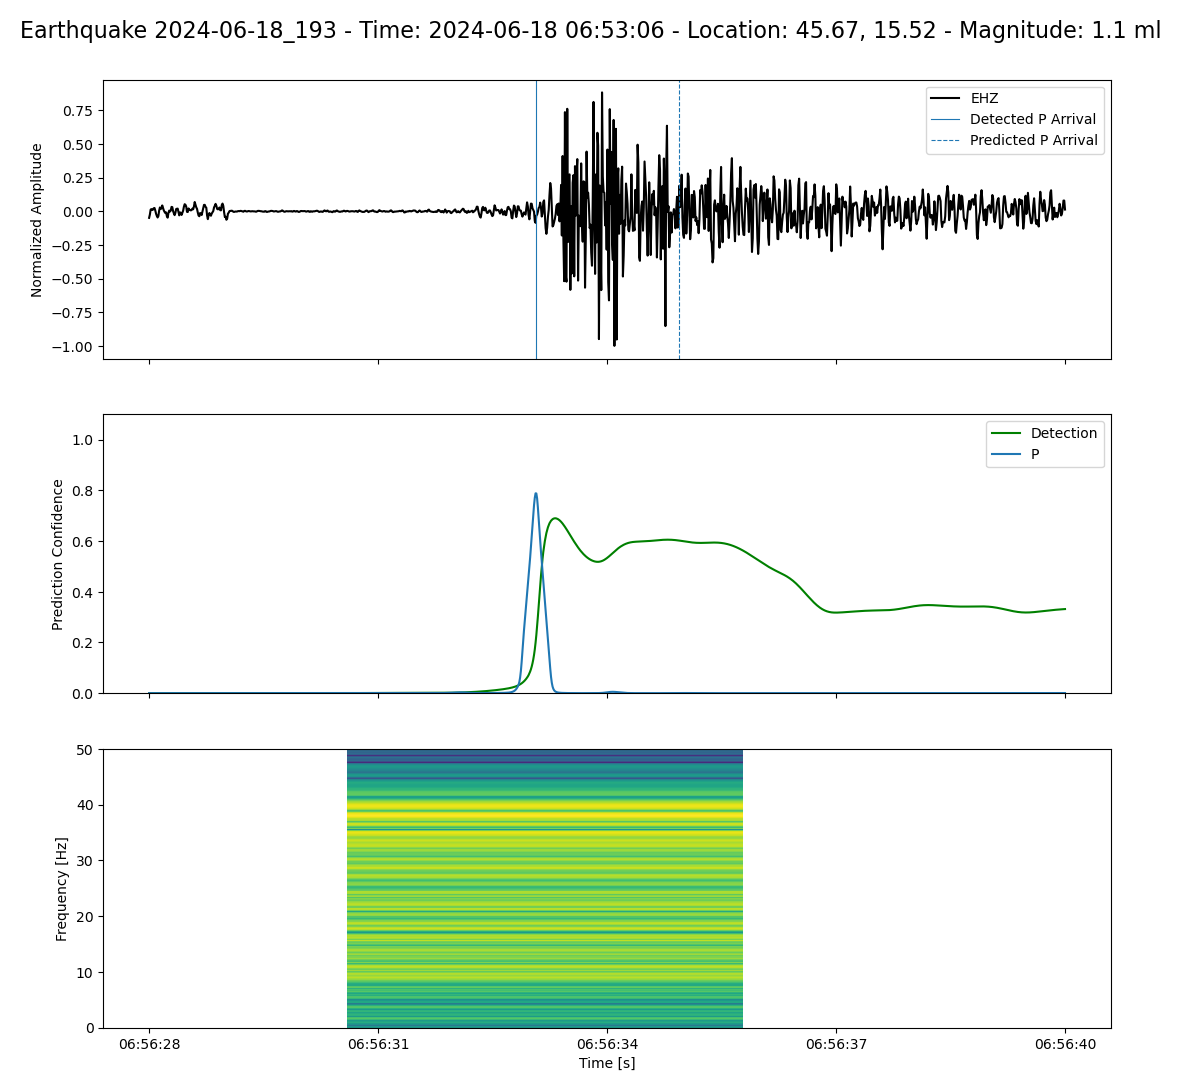 Earthquake 2024-06-18_193 - Time: 2024-06-18 06:53:06 - Location: 45.67, 15.52 - Magnitude: 1.1 ml
Normalized Amplitude
0.75
0.50
0.25
0.00
−0.25
−0.50
−0.75
−1.00
EHZ
Detected P Arrival
Predicted P Arrival
Prediction Confidence
1.0
0.8
0.6
0.4
0.2
0.0
Detection
P
Frequency [Hz]
50
40
30
20
10
0
06:56:28 06:56:31 06:56:34 06:56:37 06:56:40
Time [s]